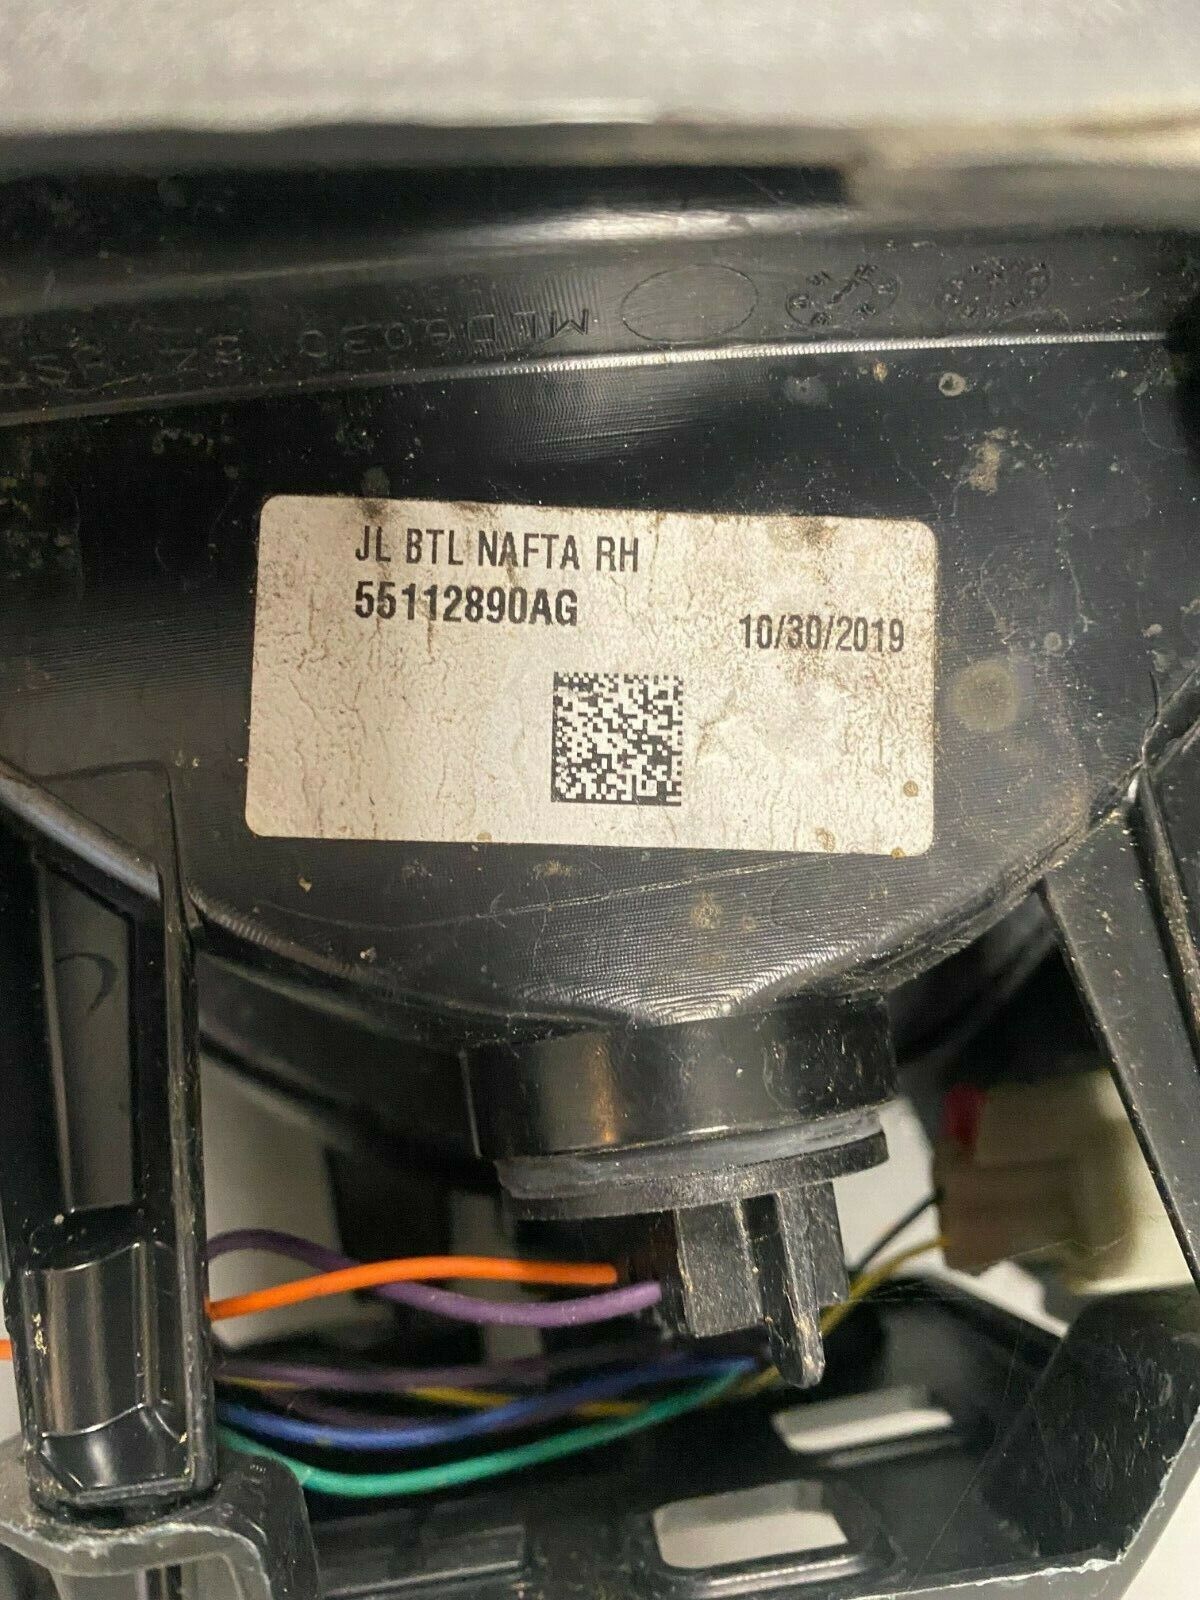 JL BTL NAFTA RH
55112890AG
10/30/2019